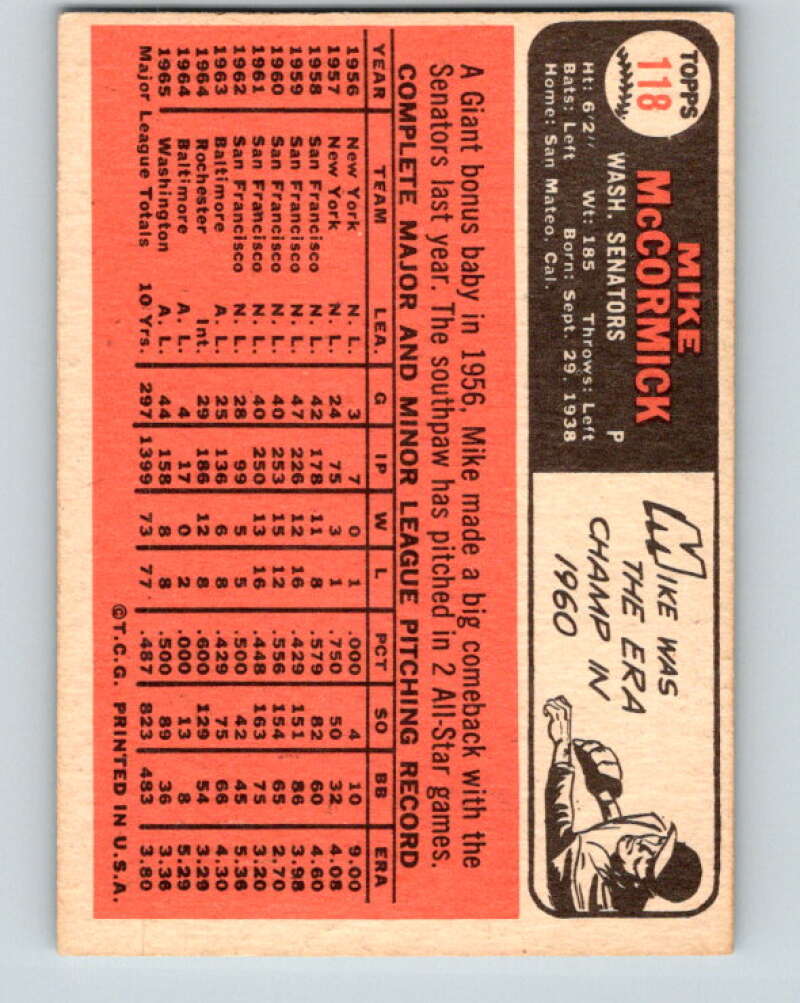 TOPPS
118
MIKE
McCORMICK
WASH. SENATORS P
Ht: 6'2" Wt: 185 Throws: Left
Bats: Left Born: Sept. 29, 1938
Home: San Mateo, Cal.
MIKE WAS
THE ERA
CHAMP IN
1960
A Giant bonus baby in 1956, Mike made a big comeback with the
Senators last year. The southpaw has pitched in 2 All-Star games.
COMPLETE MAJOR AND MINOR LEAGUE PITCHING RECORD
YEAR TEAM LEA. G IP W L PCT SO BB ERA
1956 New York N. L. 3 7 0 1 .000 4 10 9.00
1957 New York N. L. 24 75 3 1 .750 50 32 4.08
1958 San Francisco N. L. 42 178 11 8 .579 82 60 4.60
1959 San Francisco N. L. 47 226 12 16 .429 151 86 3.98
1960 San Francisco N. L. 40 253 15 12 .556 154 65 2.70
1961 San Francisco N. L. 40 250 13 16 .448 163 75 3.20
1962 San Francisco N. L. 28 99 5 5 .500 42 45 5.36
1963 Baltimore A. L. 25 136 6 8 .429 75 66 4.30
1964 Rochester Int. 29 186 12 8 .600 129 54 3.29
1964 Baltimore A. L. 4 17 0 2 .000 13 8 5.29
1965 Washington A. L. 44 158 8 8 .500 89 36 3.36
Major League Totals 10 Yrs. 297 1399 73 77 .487 823 483 3.80
©T.C.G. PRINTED IN U.S.A.